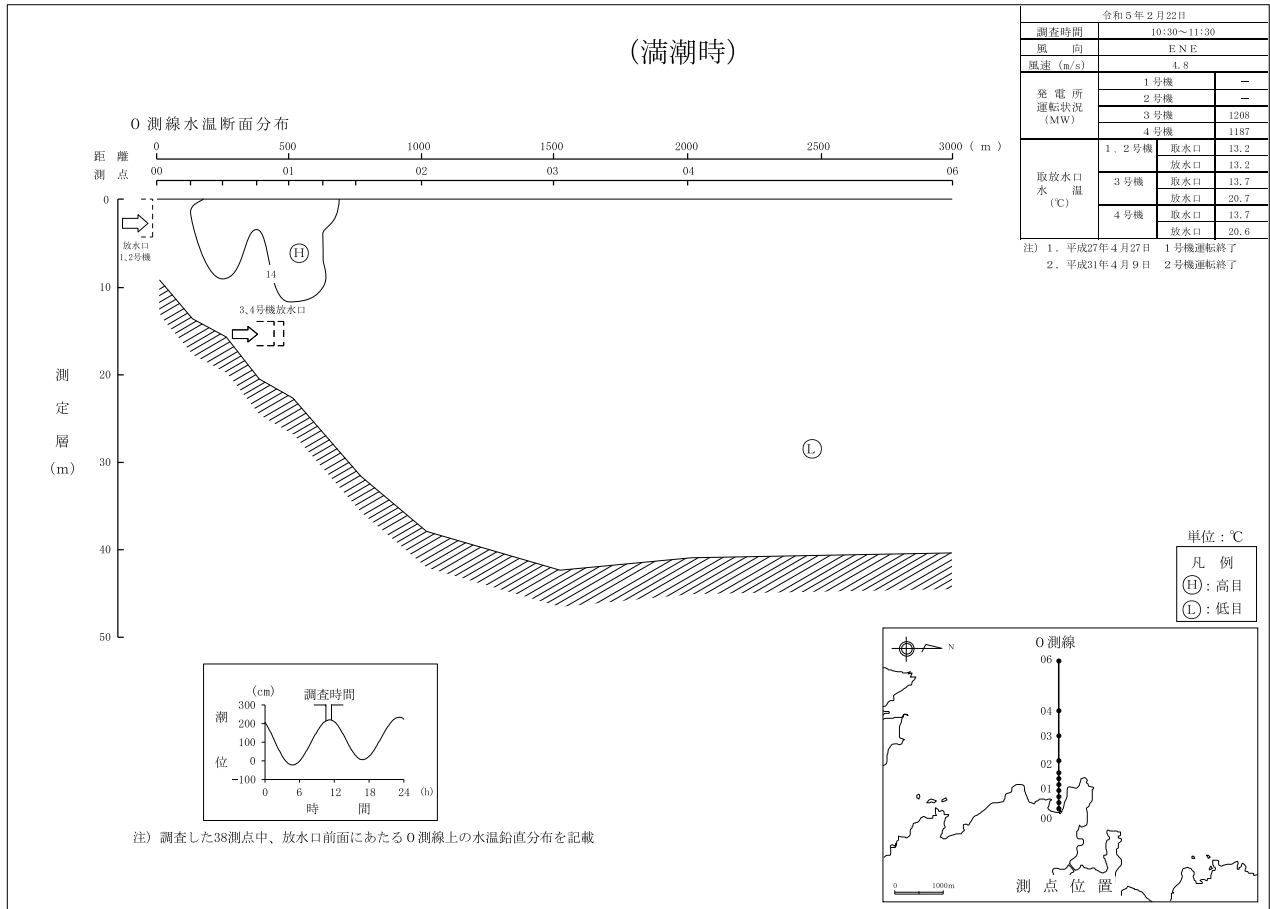 (満潮時)
令和５年２月22日
調査時間 10:30～11:30
風　向 ＥＮＥ
風速（m/s） 4.8
発電所運転状況（MW）
１号機 －
２号機 －
３号機 1208
４号機 1187
取放水口水温（℃）
１、２号機 取水口 13.2
放水口 13.2
３号機 取水口 13.7
放水口 20.7
４号機 取水口 13.7
放水口 20.6
注）１．平成27年４月27日　１号機運転終了
２．平成31年４月９日　２号機運転終了
０測線水温断面分布
距離 0 500 1000 1500 2000 2500 3000（ｍ）
測点 00 01 02 03 04 06
0
放水口
1、2号機
H
14
10
3、4号機放水口
20
測定層（m）
30
L
40
50
単位：℃
凡　例
H：高目
L：低目
(cm)
調査時間
潮位
300
200
100
0
－100
0 6 12 18 24 (h)
時　間
注）調査した38測点中、放水口前面にあたる０測線上の水温鉛直分布を記載
０測線
N
06
04
03
02
01
00
0 1000m
測点位置